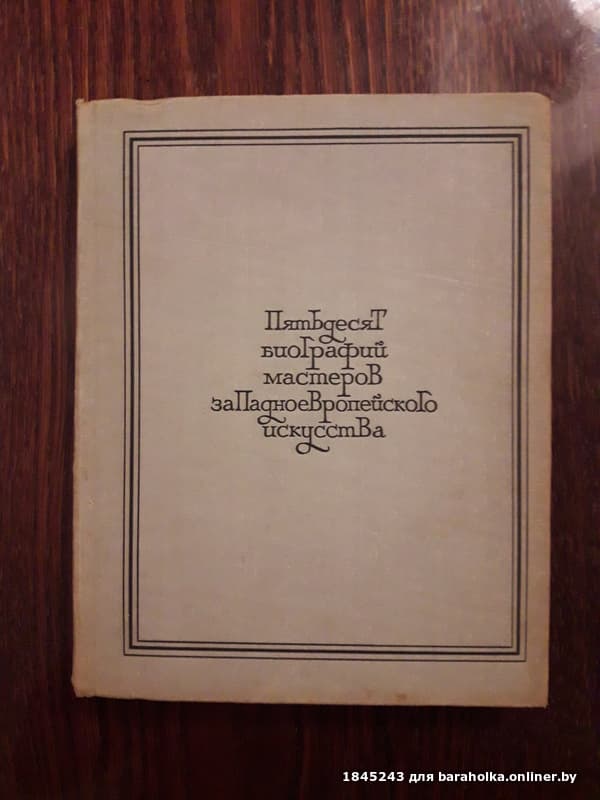 Пятьдесят
биографий
мастеров
западноевропейского
искусства
1845243 для baraholka.onliner.by